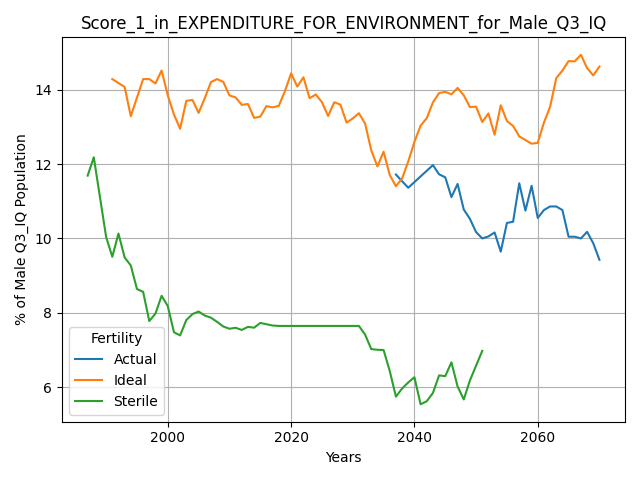 Score_1_in_EXPENDITURE_FOR_ENVIRONMENT_for_Male_Q3_IQ
% of Male Q3_IQ Population
14
12
10
8
6
Fertility
Actual
Ideal
Sterile
2000
2020
2040
2060
Years